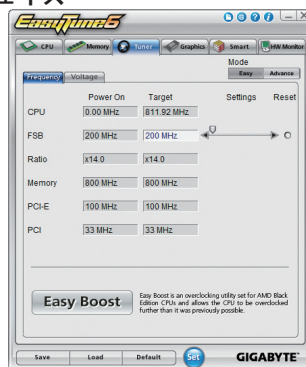 EasyTune6
CPU Memory Tuner Graphics Smart HW Monitor
Mode
Easy Advance
Frequency Voltage
Power On Target Settings Reset
CPU 0.00 MHz 811.92 MHz
FSB 200 MHz 200 MHz
Ratio x14.0 x14.0
Memory 800 MHz 800 MHz
PCI-E 100 MHz 100 MHz
PCI 33 MHz 33 MHz
Easy Boost
Easy Boost is an overclocking utility set for AMD Black
Edition CPUs and allows the CPU to be overclocked
further than it was previously possible.
Save Load Default Set GIGABYTE